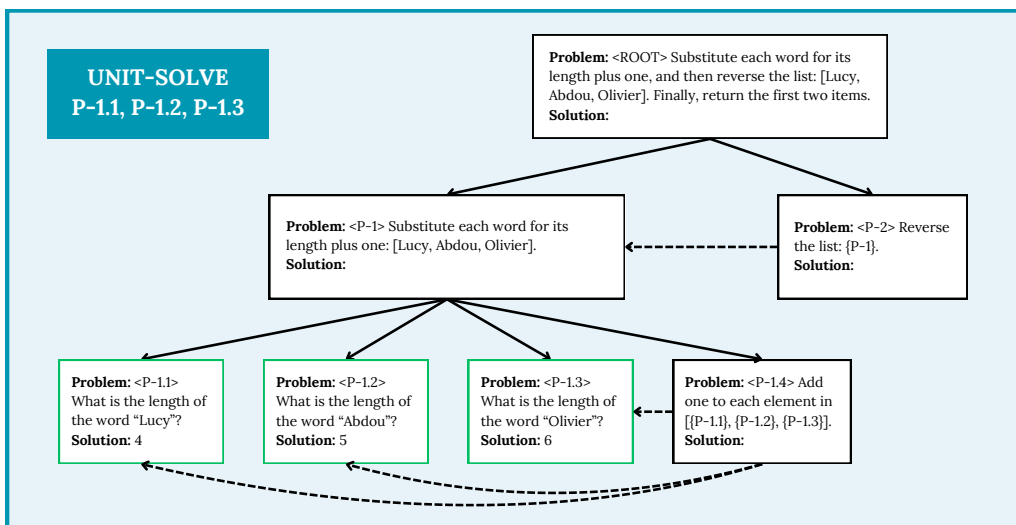 UNIT-SOLVE
P-1.1, P-1.2, P-1.3
Problem: <ROOT> Substitute each word for its
length plus one, and then reverse the list: [Lucy,
Abdou, Olivier]. Finally, return the first two items.
Solution:
Problem: <P-1> Substitute each word for its
length plus one: [Lucy, Abdou, Olivier].
Solution:
Problem: <P-2> Reverse
the list: {P-1}.
Solution:
Problem: <P-1.1>
What is the length of
the word “Lucy”?
Solution: 4
Problem: <P-1.2>
What is the length of
the word “Abdou”?
Solution: 5
Problem: <P-1.3>
What is the length of
the word “Olivier”?
Solution: 6
Problem: <P-1.4> Add
one to each element in
[{P-1.1}, {P-1.2}, {P-1.3}].
Solution: